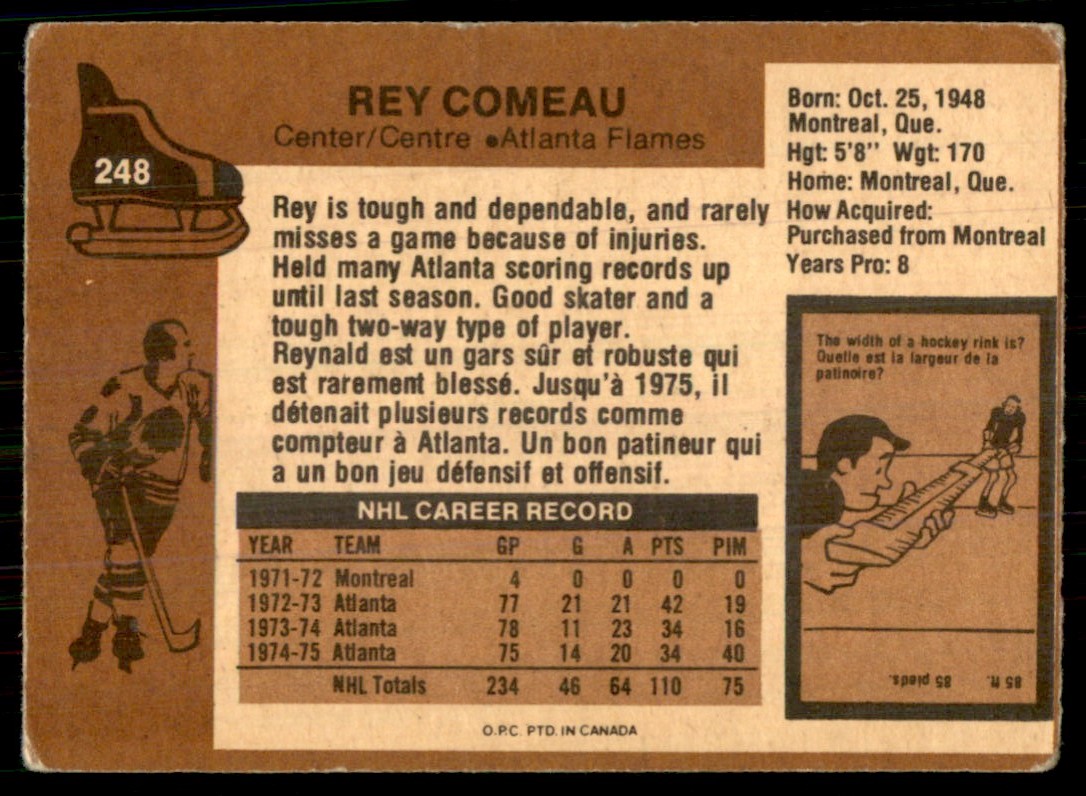 REY COMEAU
Center/Centre •Atlanta Flames
248
Born: Oct. 25, 1948
Montreal, Que.
Hgt: 5'8" Wgt: 170
Home: Montreal, Que.
How Acquired:
Purchased from Montreal
Years Pro: 8
Rey is tough and dependable, and rarely
misses a game because of injuries.
Held many Atlanta scoring records up
until last season. Good skater and a
tough two-way type of player.
Reynald est un gars sûr et robuste qui
est rarement blessé. Jusqu'à 1975, il
détenait plusieurs records comme
compteur à Atlanta. Un bon patineur qui
a un bon jeu défensif et offensif.
The width of a hockey rink is?
Quelle est la largeur de la
patinoire?
85 ft. 85 pieds.
NHL CAREER RECORD
YEAR TEAM GP G A PTS PIM
1971-72 Montreal 4 0 0 0 0
1972-73 Atlanta 77 21 21 42 19
1973-74 Atlanta 78 11 23 34 16
1974-75 Atlanta 75 14 20 34 40
NHL Totals 234 46 64 110 75
O.P.C. PTD. IN CANADA